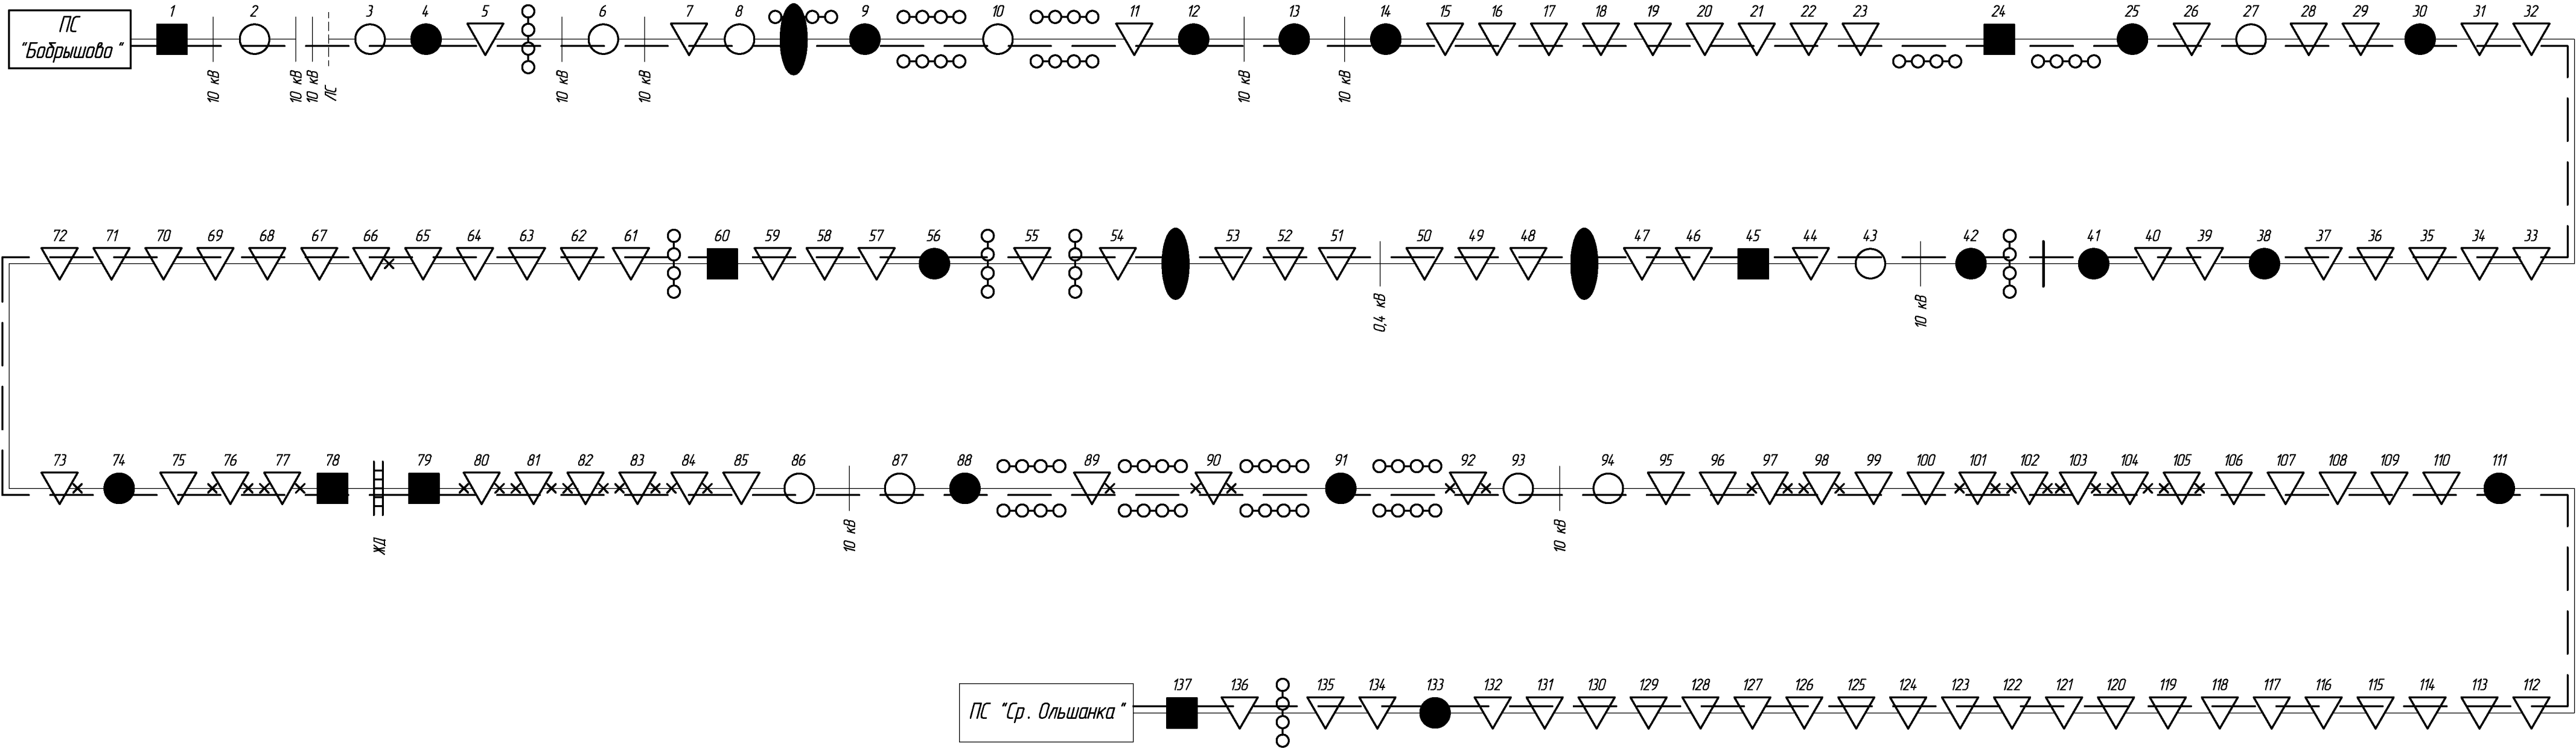 ПС
"Бобрышово"
1 2 3 4 5 6 7 8 9 10 11 12 13 14 15 16 17 18 19 20 21 22 23 24 25 26 27 28 29 30 31 32
10 кВ 10 кВ 10 кВ ЛС 10 кВ 10 кВ 10 кВ 10 кВ
72 71 70 69 68 67 66 65 64 63 62 61 60 59 58 57 56 55 54 53 52 51 50 49 48 47 46 45 44 43 42 41 40 39 38 37 36 35 34 33
0,4 кВ 10 кВ
73 74 75 76 77 78 79 80 81 82 83 84 85 86 87 88 89 90 91 92 93 94 95 96 97 98 99 100 101 102 103 104 105 106 107 108 109 110 111
ЖД 10 кВ 10 кВ
137 136 135 134 133 132 131 130 129 128 127 126 125 124 123 122 121 120 119 118 117 116 115 114 113 112
ПС "Ср. Ольшанка"